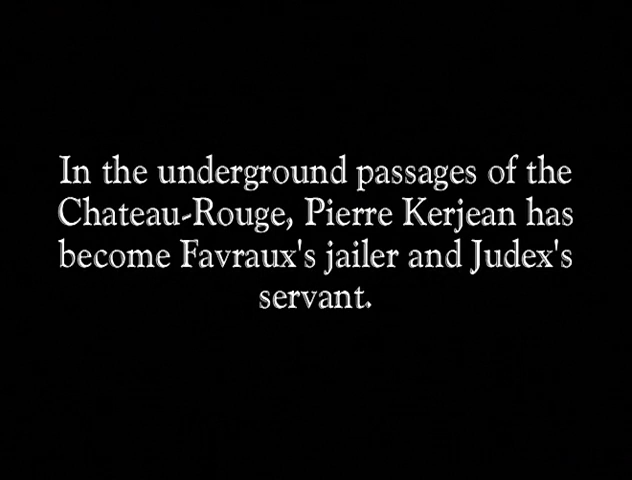 In the underground passages of the
Chateau-Rouge, Pierre Kerjean has
become Favraux's jailer and Judex's
servant.